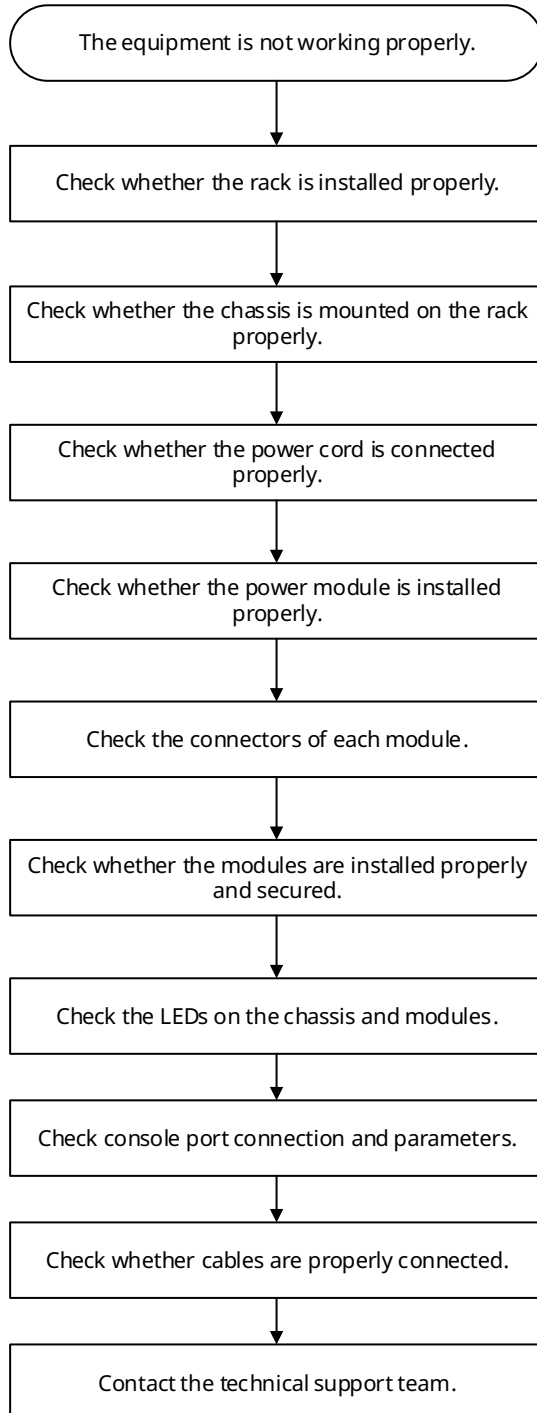 The equipment is not working properly.
Check whether the rack is installed properly.
Check whether the chassis is mounted on the rack
properly.
Check whether the power cord is connected
properly.
Check whether the power module is installed
properly.
Check the connectors of each module.
Check whether the modules are installed properly
and secured.
Check the LEDs on the chassis and modules.
Check console port connection and parameters.
Check whether cables are properly connected.
Contact the technical support team.